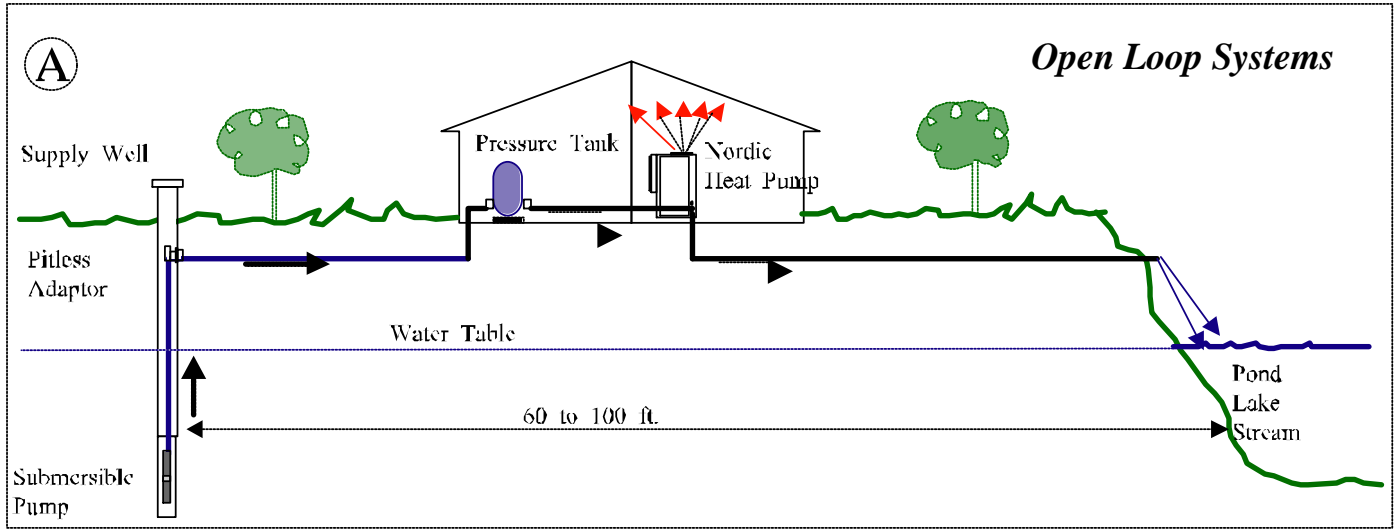 A
Open Loop Systems
Supply Well
Pressure Tank
Nordic
Heat Pump
Pitless
Adaptor
Water Table
60 to 100 ft.
Pond
Lake
Stream
Submersible
Pump